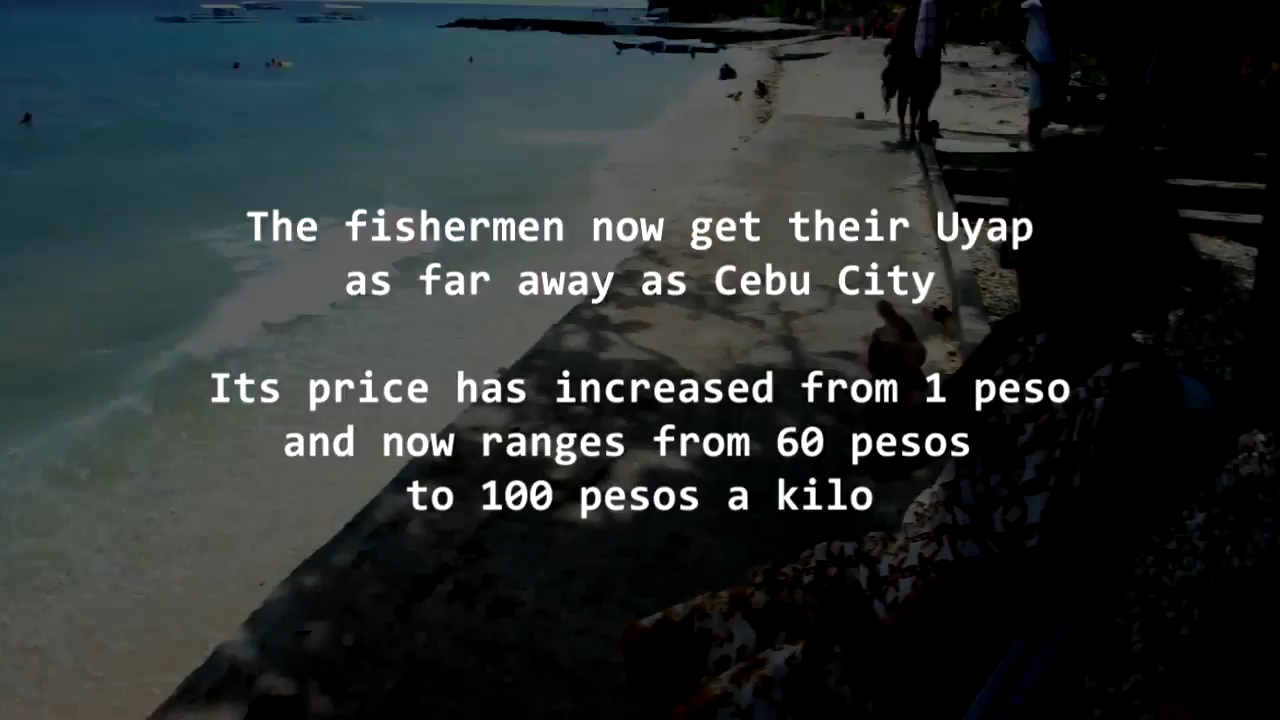 The fishermen now get their Uyap
as far away as Cebu City
Its price has increased from 1 peso
and now ranges from 60 pesos
to 100 pesos a kilo